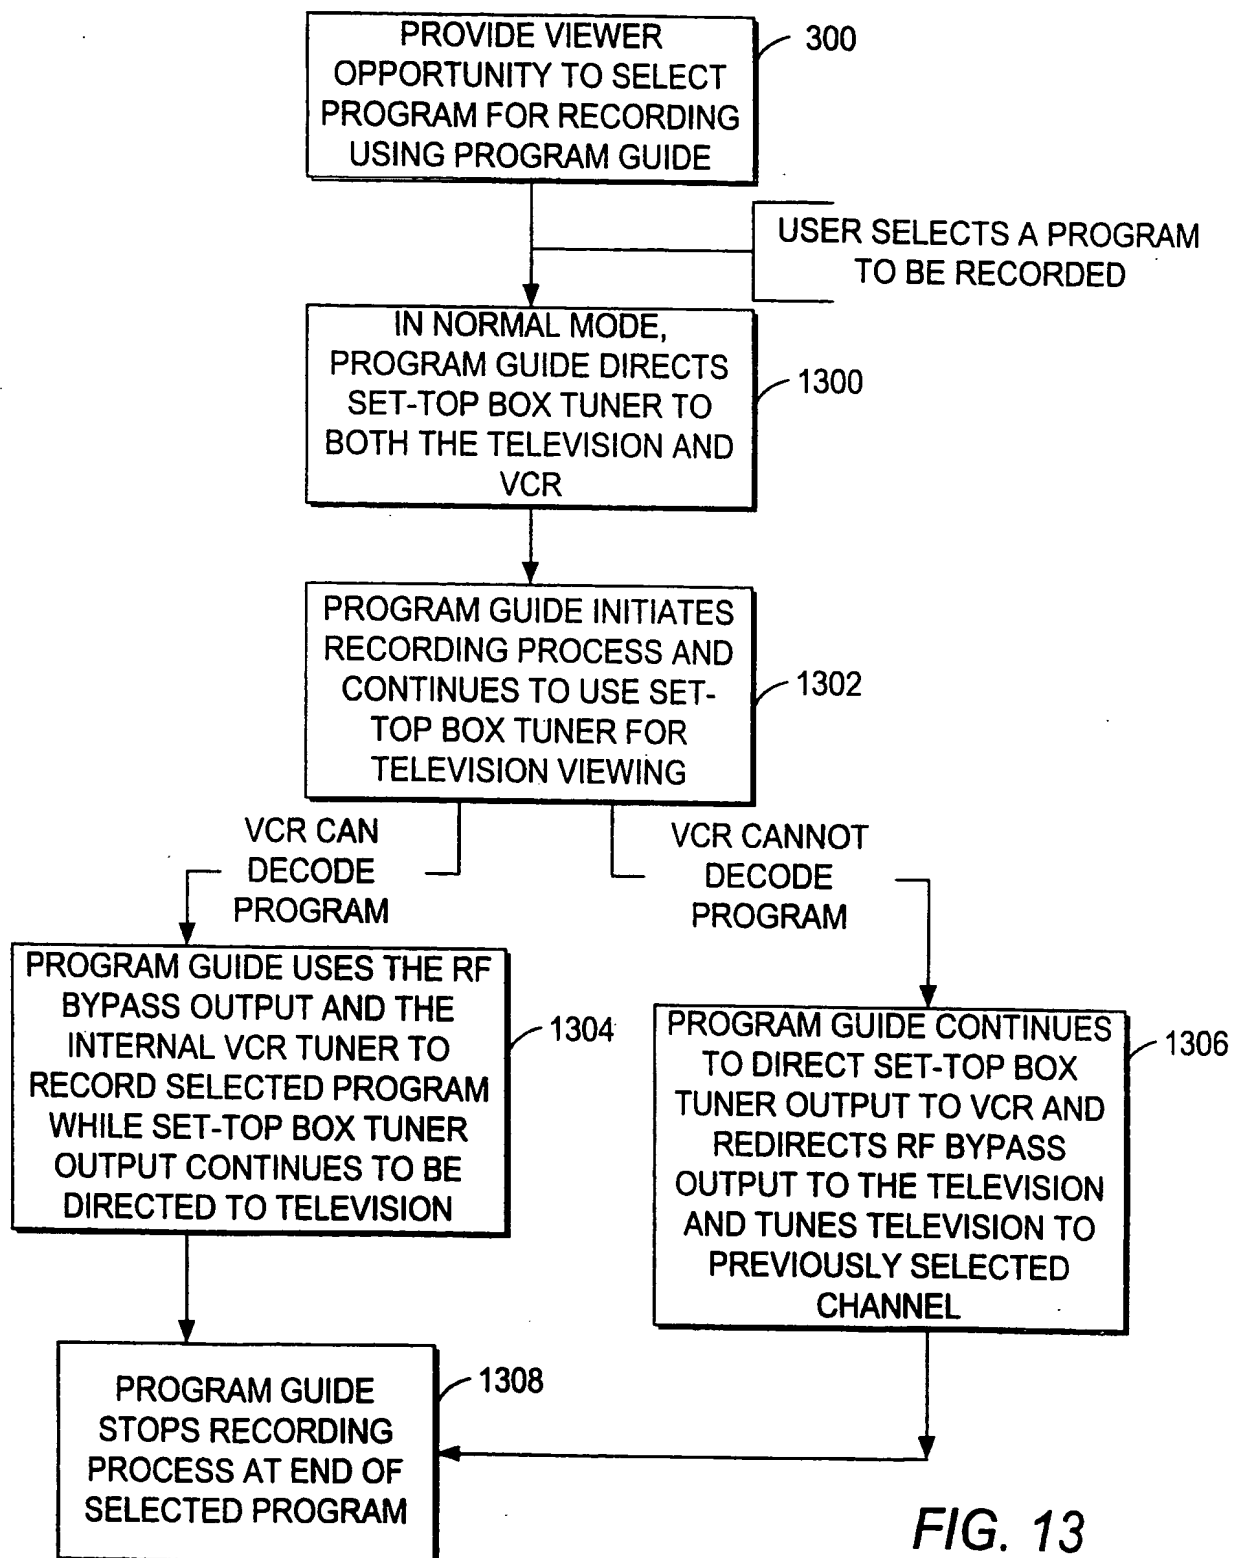 PROVIDE VIEWER
OPPORTUNITY TO SELECT
PROGRAM FOR RECORDING
USING PROGRAM GUIDE
300
USER SELECTS A PROGRAM
TO BE RECORDED
IN NORMAL MODE,
PROGRAM GUIDE DIRECTS
SET-TOP BOX TUNER TO
BOTH THE TELEVISION AND
VCR
1300
PROGRAM GUIDE INITIATES
RECORDING PROCESS AND
CONTINUES TO USE SET-
TOP BOX TUNER FOR
TELEVISION VIEWING
1302
VCR CAN
DECODE
PROGRAM
VCR CANNOT
DECODE
PROGRAM
PROGRAM GUIDE USES THE RF
BYPASS OUTPUT AND THE
INTERNAL VCR TUNER TO
RECORD SELECTED PROGRAM
WHILE SET-TOP BOX TUNER
OUTPUT CONTINUES TO BE
DIRECTED TO TELEVISION
1304
PROGRAM GUIDE CONTINUES
TO DIRECT SET-TOP BOX
TUNER OUTPUT TO VCR AND
REDIRECTS RF BYPASS
OUTPUT TO THE TELEVISION
AND TUNES TELEVISION TO
PREVIOUSLY SELECTED
CHANNEL
1306
PROGRAM GUIDE
STOPS RECORDING
PROCESS AT END OF
SELECTED PROGRAM
1308
FIG. 13